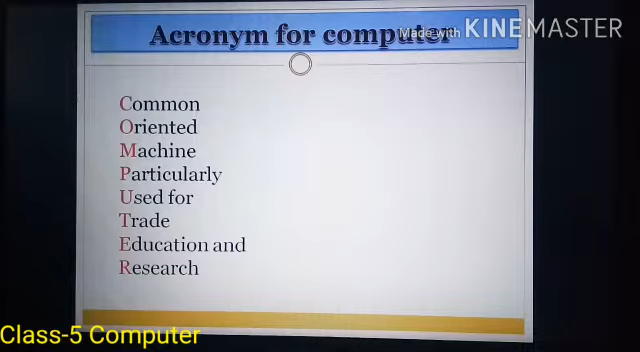 Acronym for computer
Made with KINEMASTER
Common
Oriented
Machine
Particularly
Used for
Trade
Education and
Research
Class-5 Computer